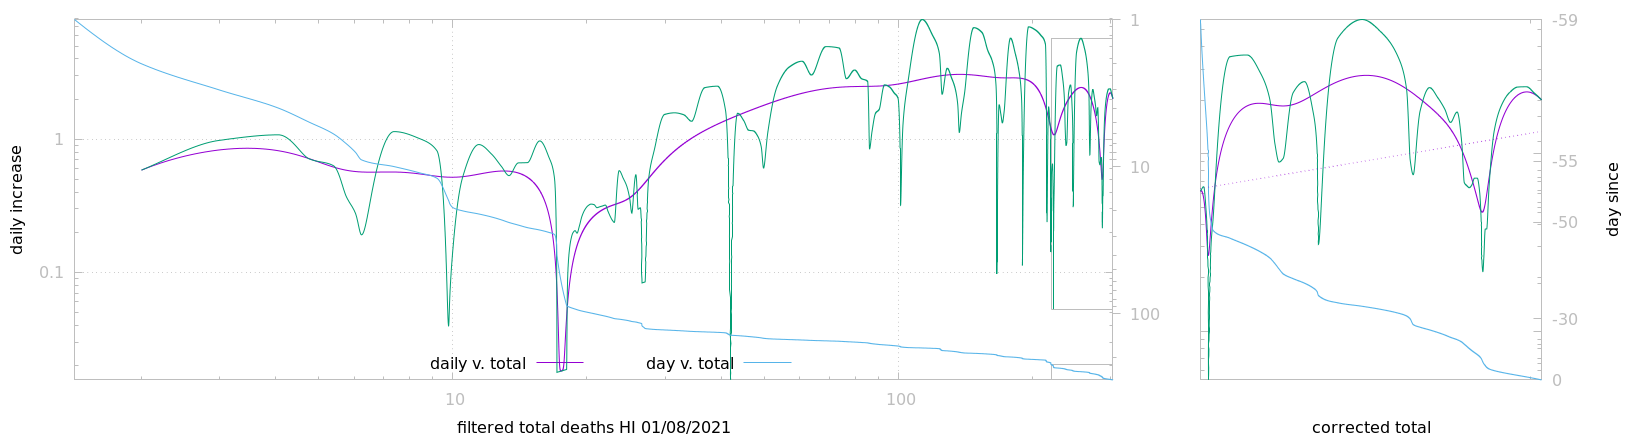 1
-59
daily increase
1
10
-55
-50
day since
0.1
100
-30
daily v. total
day v. total
0
10
100
filtered total deaths HI 01/08/2021
corrected total